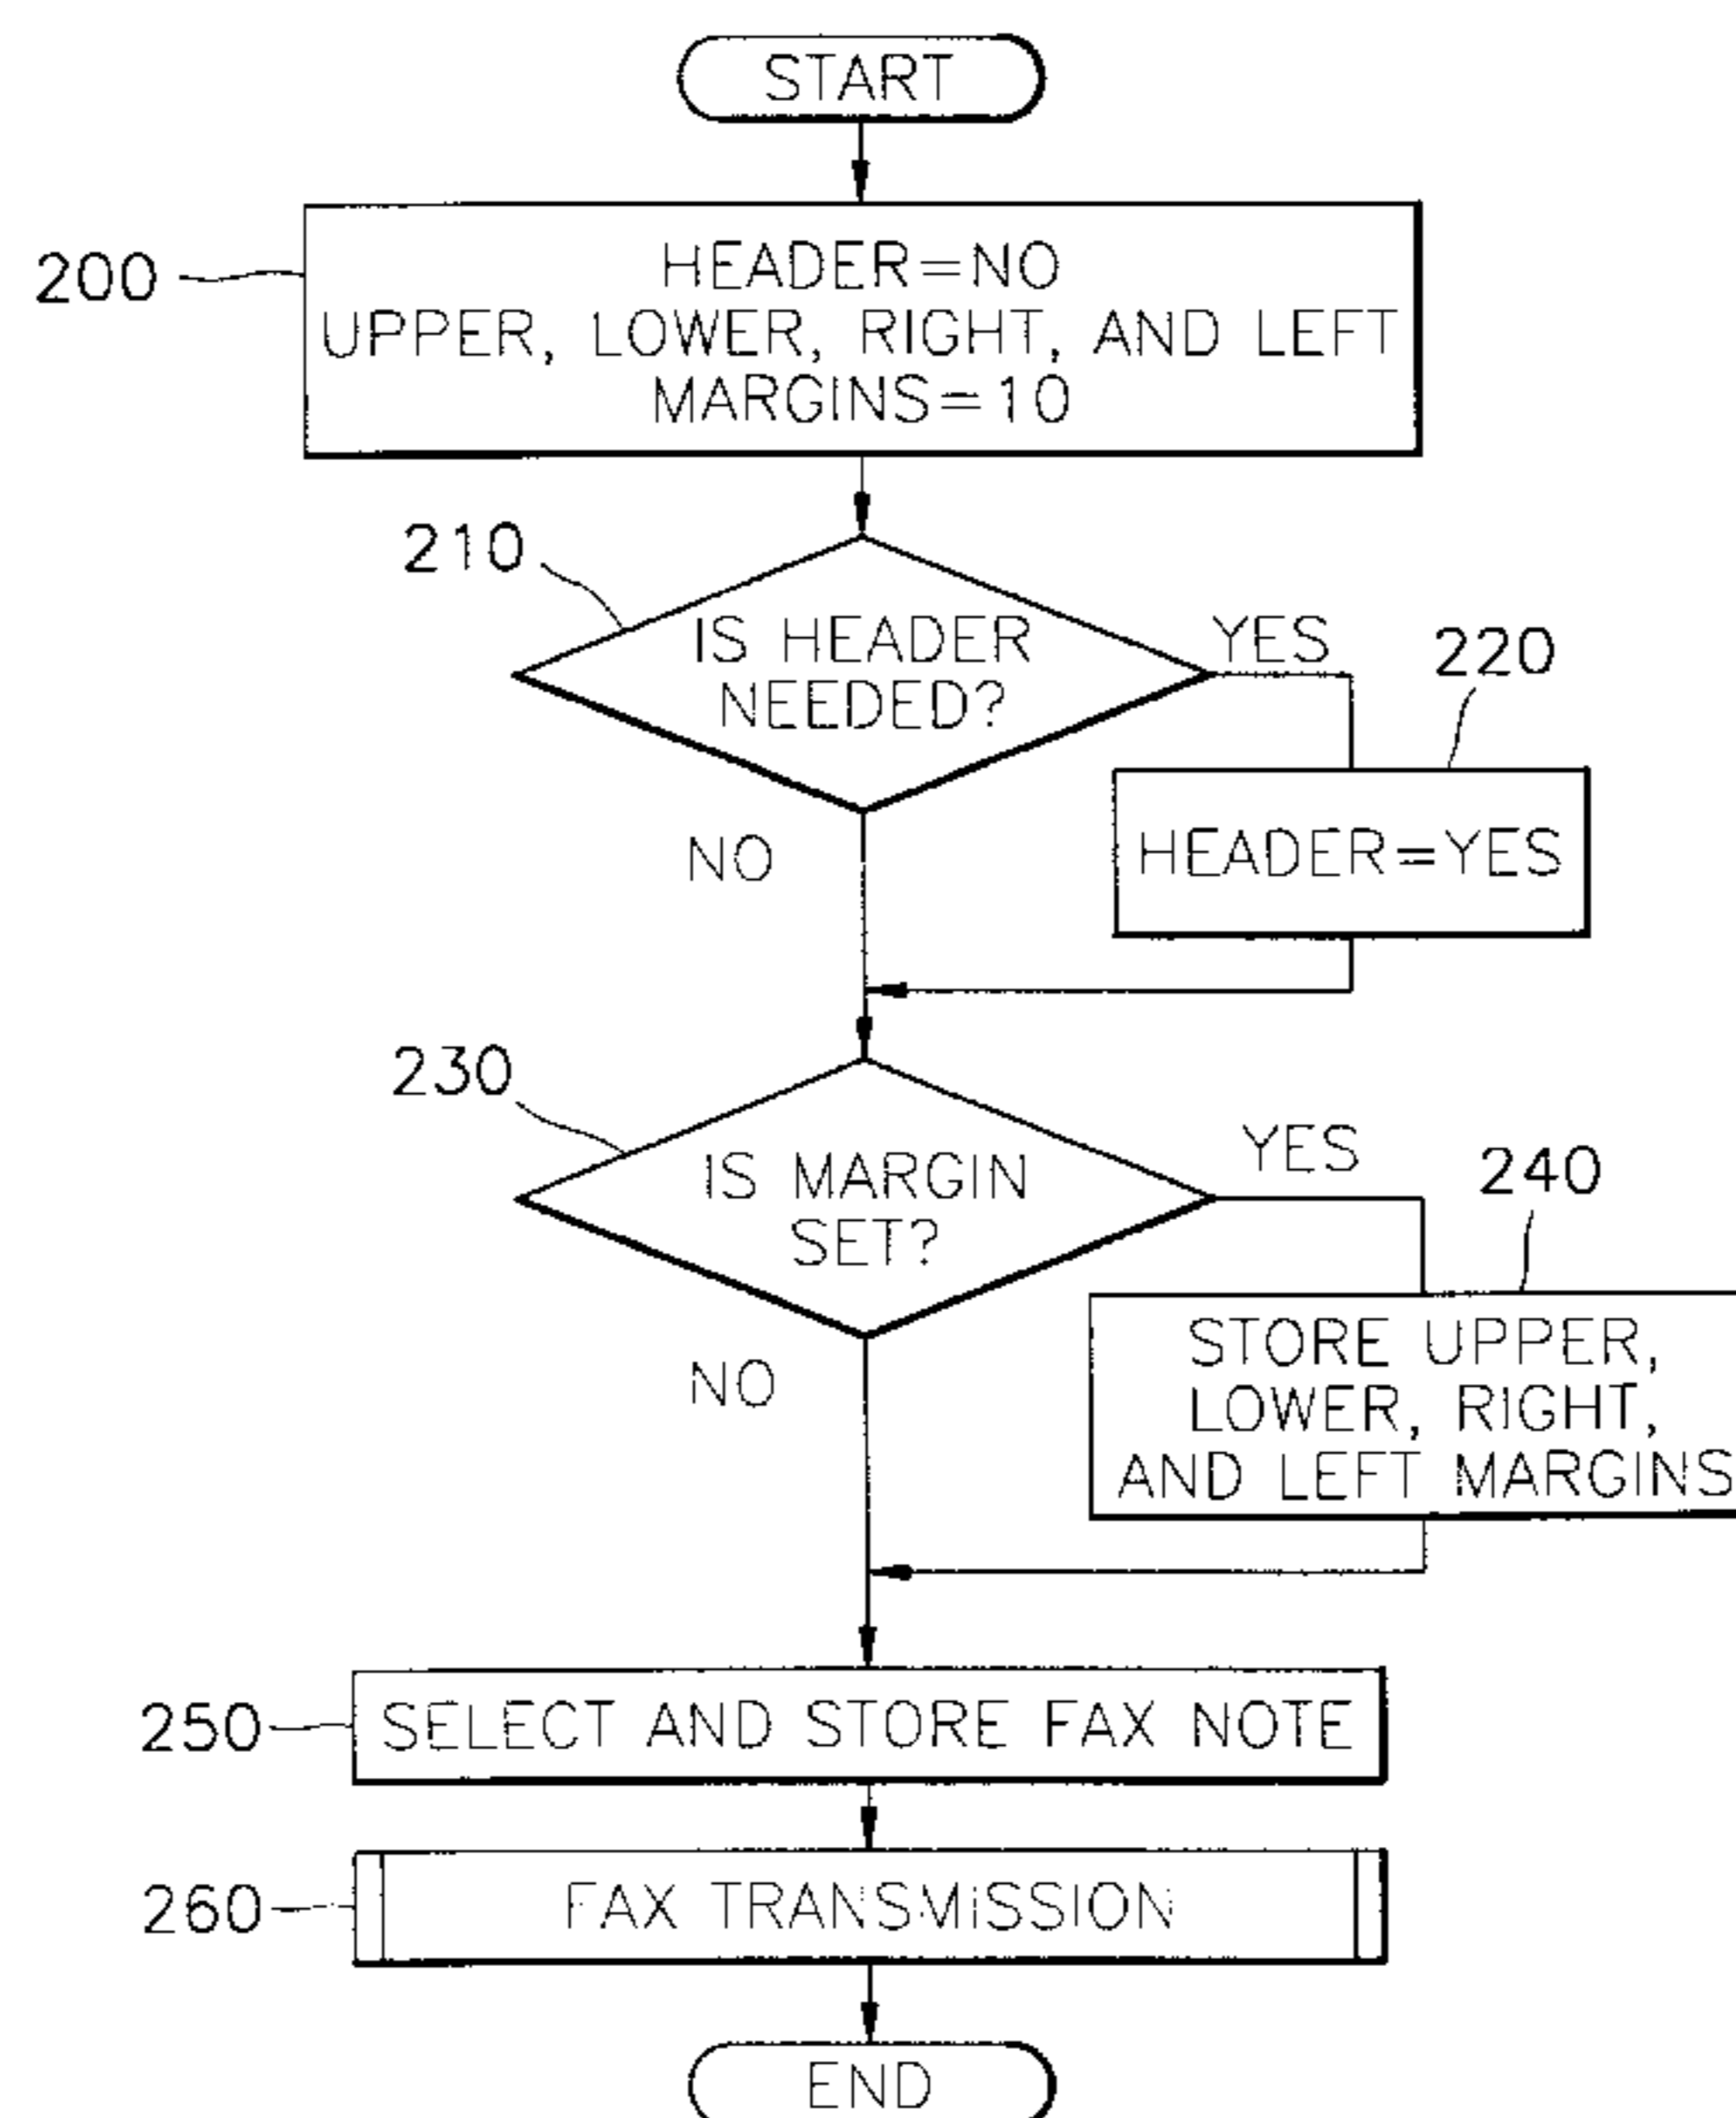 START
200
HEADER=NO
UPPER, LOWER, RIGHT, AND LEFT
MARGINS=10
210
IS HEADER
NEEDED?
YES
220
HEADER=YES
NO
230
IS MARGIN
SET?
YES
240
STORE UPPER,
LOWER, RIGHT,
AND LEFT MARGINS
NO
250
SELECT AND STORE FAX NOTE
260
FAX TRANSMISSION
END